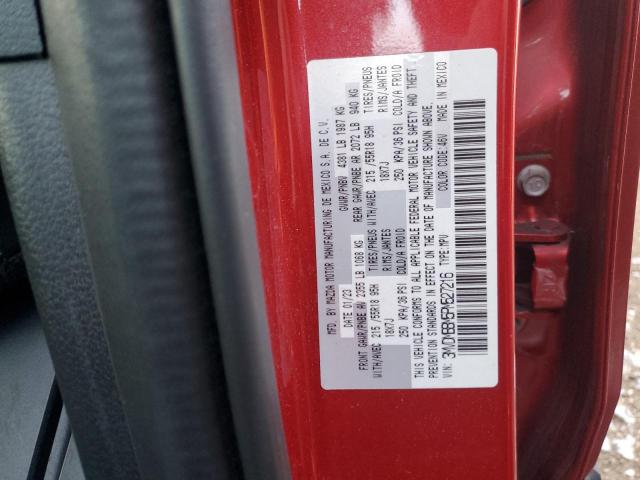 MFD. BY MAZDA MOTOR MANUFACTURING DE MEXICO S.A. DE C.V.
DATE 01/23 GVWR/PNBV 4381 LB 1987 KG
FRONT GAWR/PNBE AV 2355 LB 1068 KG REAR GAWR/PNBE AR 2072 LB 940 KG
WITH/AVEC 215 /55R18 95H TIRES/PNEUS WITH/AVEC 215 /55R18 95H TIRES/PNEUS
18X7J RIMS/JANTES 18X7J RIMS/JANTES
250 KPA/36 PSI COLD/A FROID 250 KPA/36 PSI COLD/A FROID
THIS VEHICLE CONFORMS TO ALL APPLICABLE FEDERAL MOTOR VEHICLE SAFETY AND THEFT
PREVENTION STANDARDS IN EFFECT ON THE DATE OF MANUFACTURE SHOWN ABOVE.
VIN: 3MVDMBBM5PM527216 TYPE:MPV COLOR CODE:46V MADE IN MEXICO